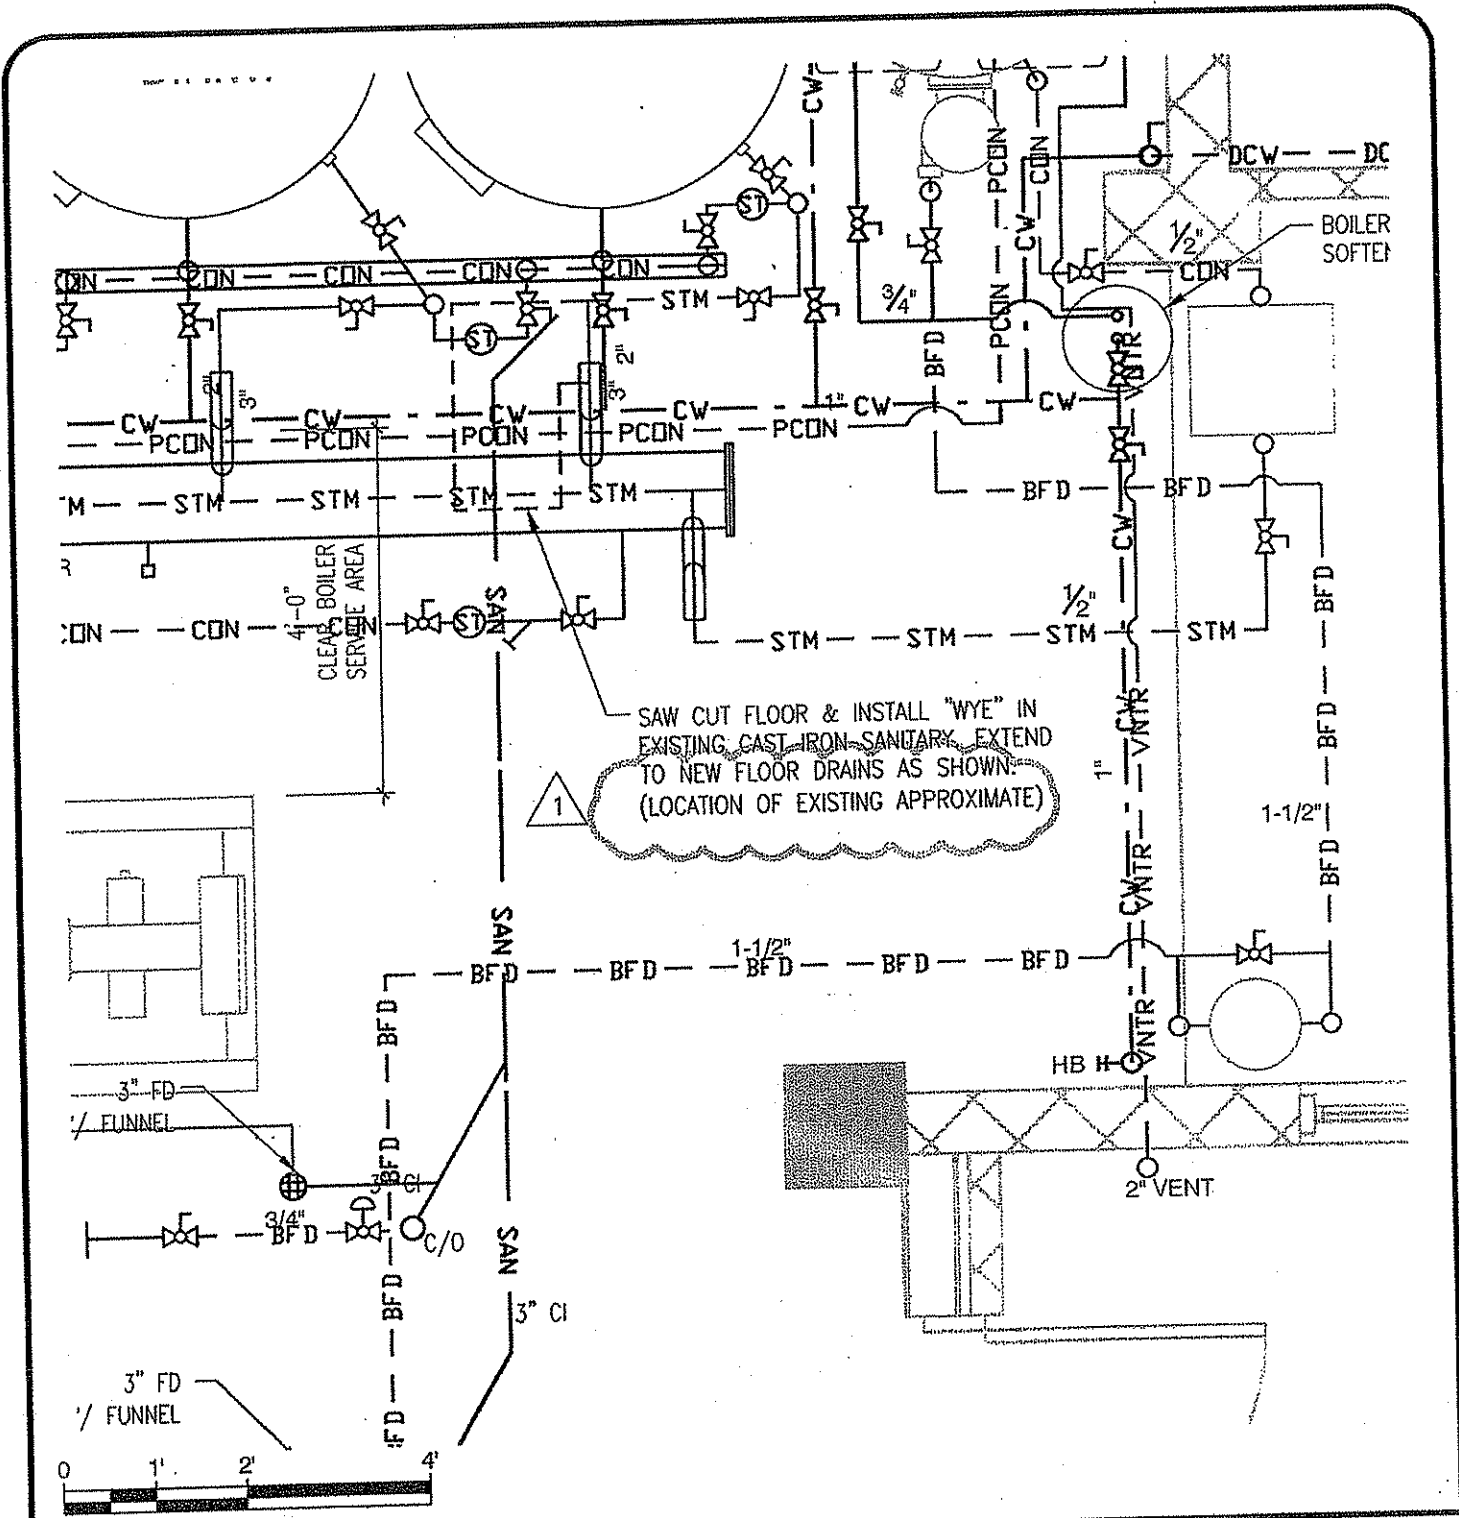 CW
DCW DC
CON
PCON
CON
CW
1/2"
BOILER
SOFTEN
CON
CON CON CON CON CON
STM
3/4"
PCON
ST
ST
BFD
VNTR
2"
3"
2"
3"
CW CW CW CW 1" CW CW
PCON PCON PCON PCON PCON
STM STM STM STM
BFD BFD
CW
4'-0"
CLEAR BOILER
SERVICE AREA
SAN
CON CON CON ST
1/2"
STM STM STM STM
BFD
SAW CUT FLOOR & INSTALL "WYE" IN
EXISTING CAST IRON SANITARY. EXTEND
TO NEW FLOOR DRAINS AS SHOWN.
(LOCATION OF EXISTING APPROXIMATE)
1
CW
VNTR
BFD
1"
1-1/2"
BFD
CW
VNTR
SAN
1-1/2"
BFD BFD BFD BFD BFD
BFD
VNTR
HB
3" FD
'/ FUNNEL
BFD
3" CI
2" VENT
3/4"
BFD
C/O
SAN
BFD
3" CI
3" FD
'/ FUNNEL
FD
0 1' 2' 4'